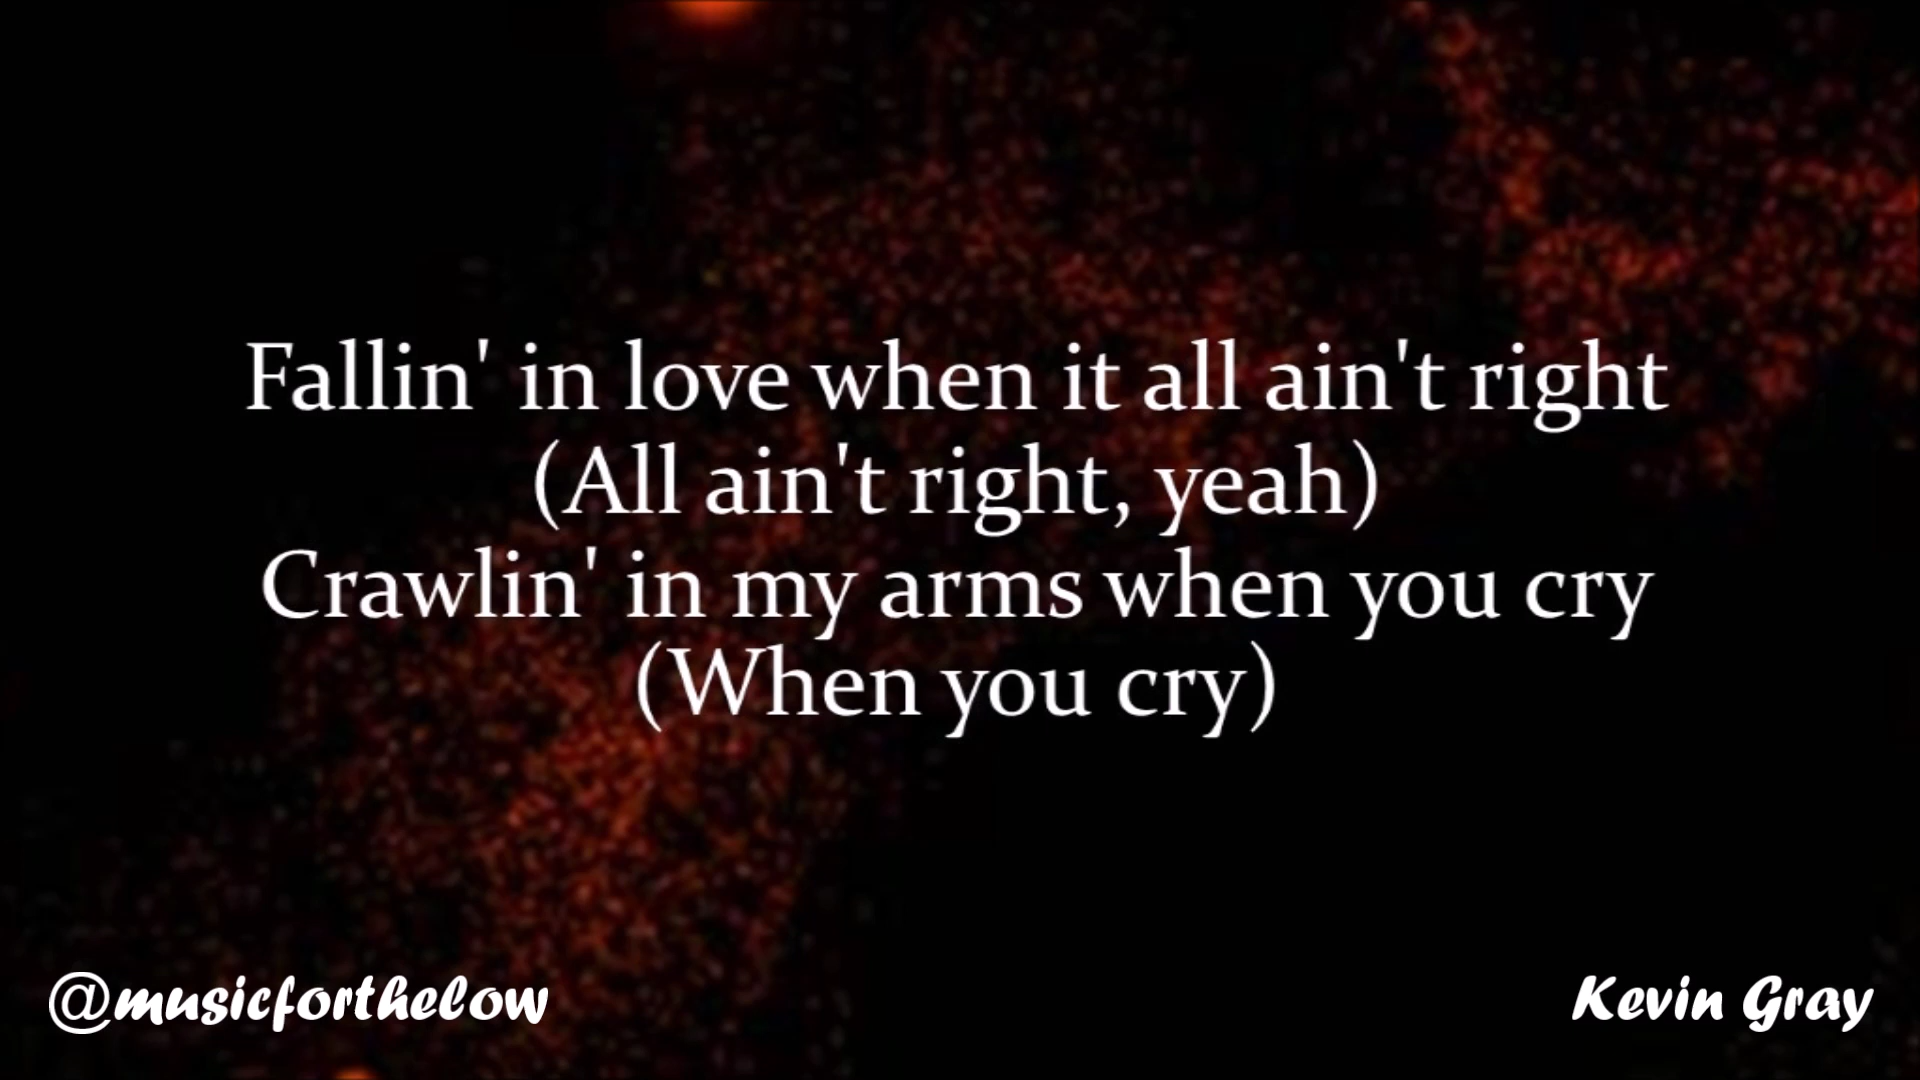 Fallin' in love when it all ain't right
(All ain't right, yeah)
Crawlin' in my arms when you cry
(When you cry)
@musicforthelow
Kevin Gray